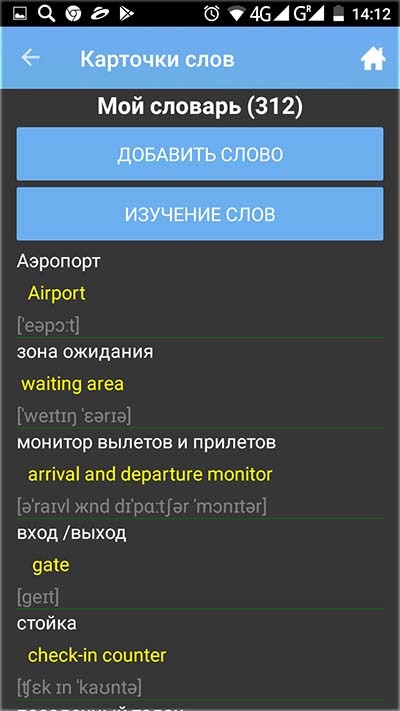 4G R 14:12
Карточки слов
Мой словарь (312)
ДОБАВИТЬ СЛОВО
ИЗУЧЕНИЕ СЛОВ
Аэропорт
Airport
['eəpɔ:t]
зона ожидания
waiting area
['weɪtɪŋ 'ɛərɪə]
монитор вылетов и прилетов
arrival and departure monitor
[ə'raɪvl жnd dɪ'pɑ:tʃər 'mɔnɪtər]
вход /выход
gate
[geɪt]
стойка
check-in counter
[ʧɛk ɪn 'kaʊntə]